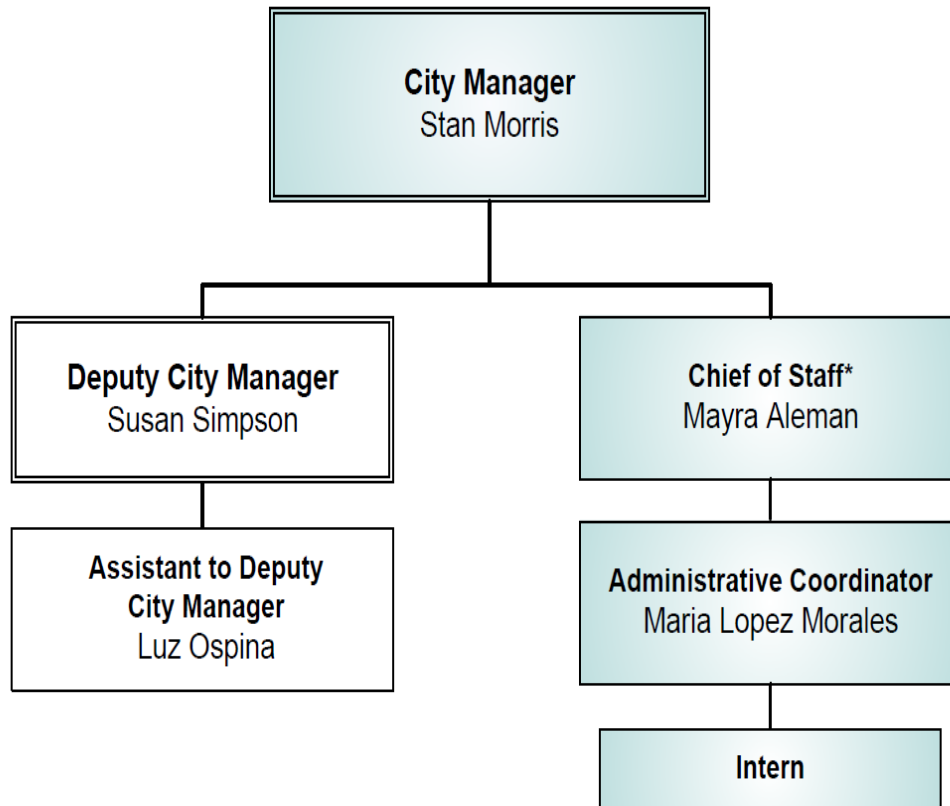 City Manager
Stan Morris
Deputy City Manager
Susan Simpson
Chief of Staff*
Mayra Aleman
Assistant to Deputy
City Manager
Luz Ospina
Administrative Coordinator
Maria Lopez Morales
Intern